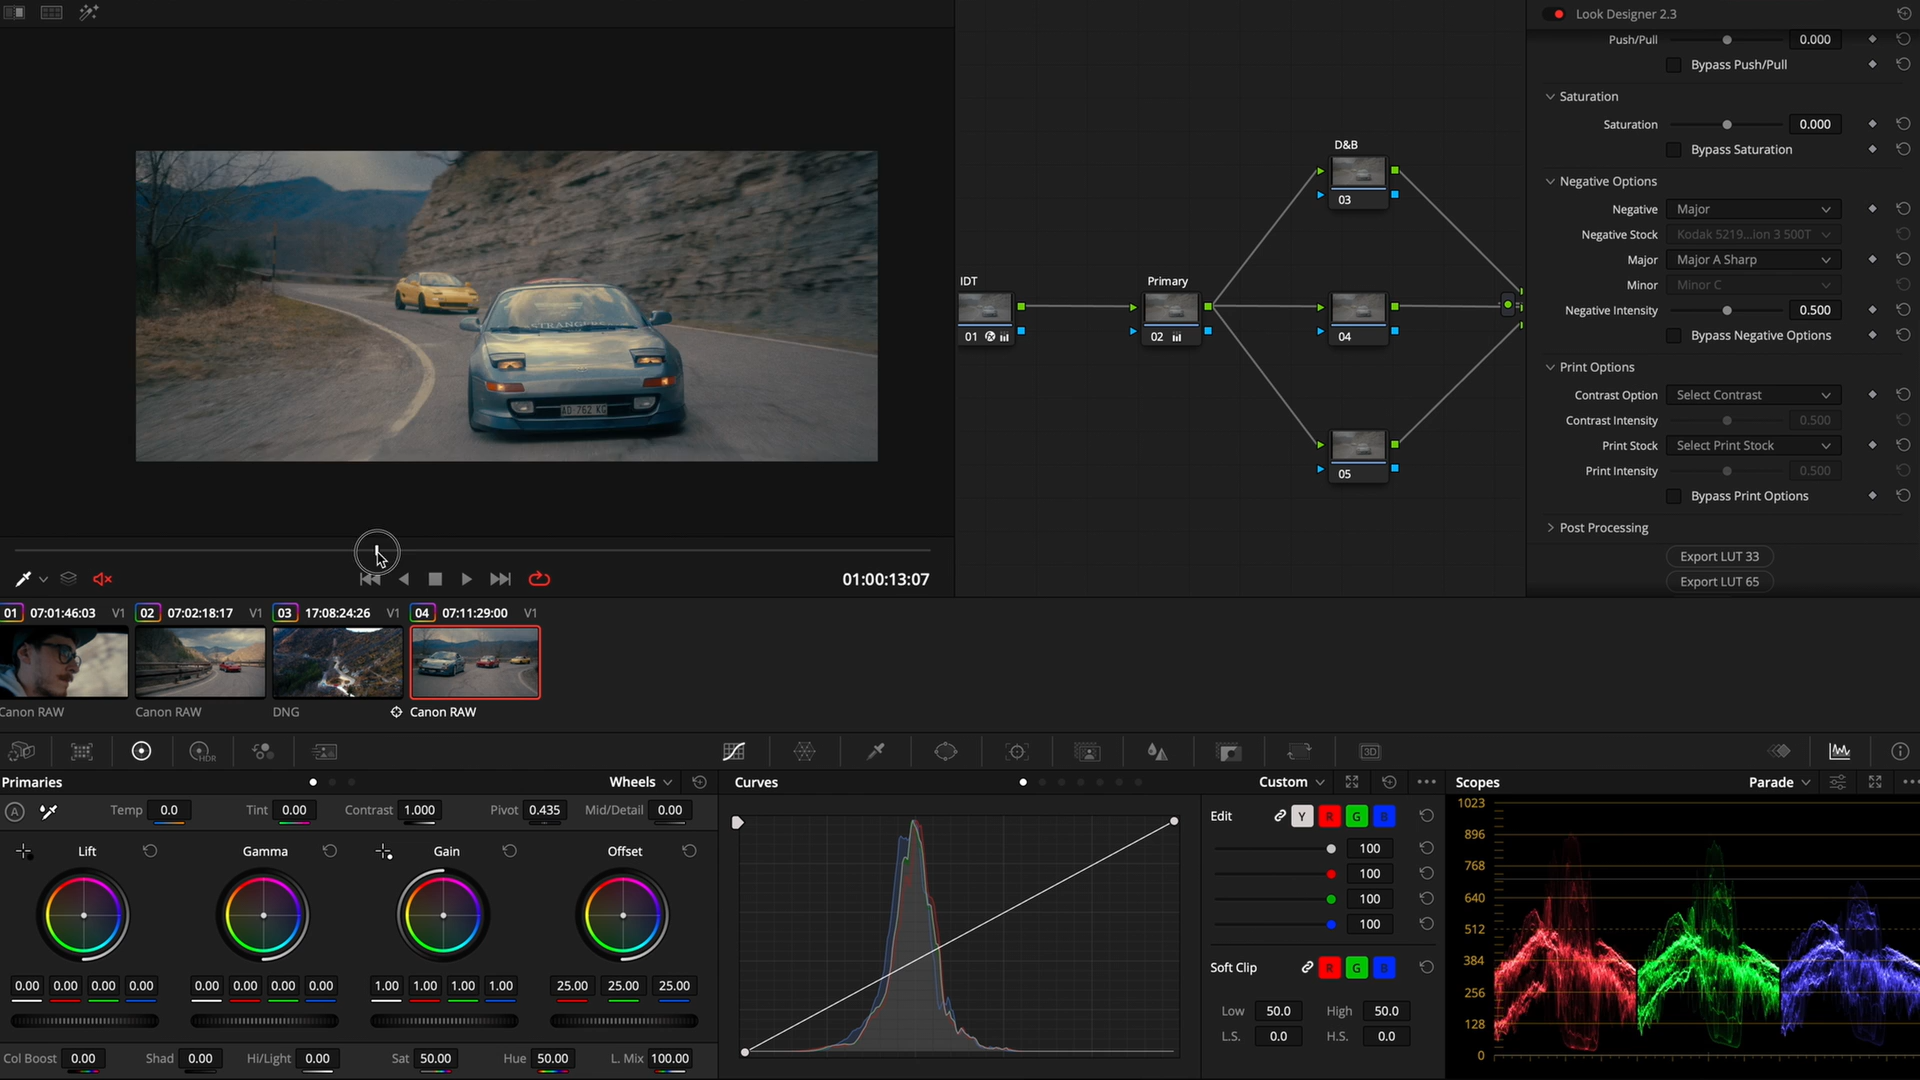 Look Designer 2.3
Push/Pull 0.000
Bypass Push/Pull
Saturation
Saturation 0.000
Bypass Saturation
Negative Options
Negative Major
Negative Stock Kodak 5219...ion 3 500T
Major Major A Sharp
Minor Minor C
Negative Intensity 0.500
Bypass Negative Options
Print Options
Contrast Option Select Contrast
Contrast Intensity 0.500
Print Stock Select Print Stock
Print Intensity 0.500
Bypass Print Options
Post Processing
Export LUT 33
Export LUT 65
D&B
03
IDT
01
Primary
02
04
05
STRANGERS
AD 762 KG
01:00:13:07
01 07:01:46:03 V1 02 07:02:18:17 V1 03 17:08:24:26 V1 04 07:11:29:00 V1
Canon RAW Canon RAW DNG Canon RAW
HDR
3D
Primaries Wheels
A Temp 0.0 Tint 0.00 Contrast 1.000 Pivot 0.435 Mid/Detail 0.00
Lift Gamma Gain Offset
0.00 0.00 0.00 0.00 0.00 0.00 0.00 0.00 1.00 1.00 1.00 1.00 25.00 25.00 25.00
Col Boost 0.00 Shad 0.00 Hi/Light 0.00 Sat 50.00 Hue 50.00 L. Mix 100.00
Curves Custom
Edit Y R G B
100
100
100
100
Soft Clip R G B
Low 50.0 High 50.0
L.S. 0.0 H.S. 0.0
Scopes Parade
1023
896
768
640
512
384
256
128
0